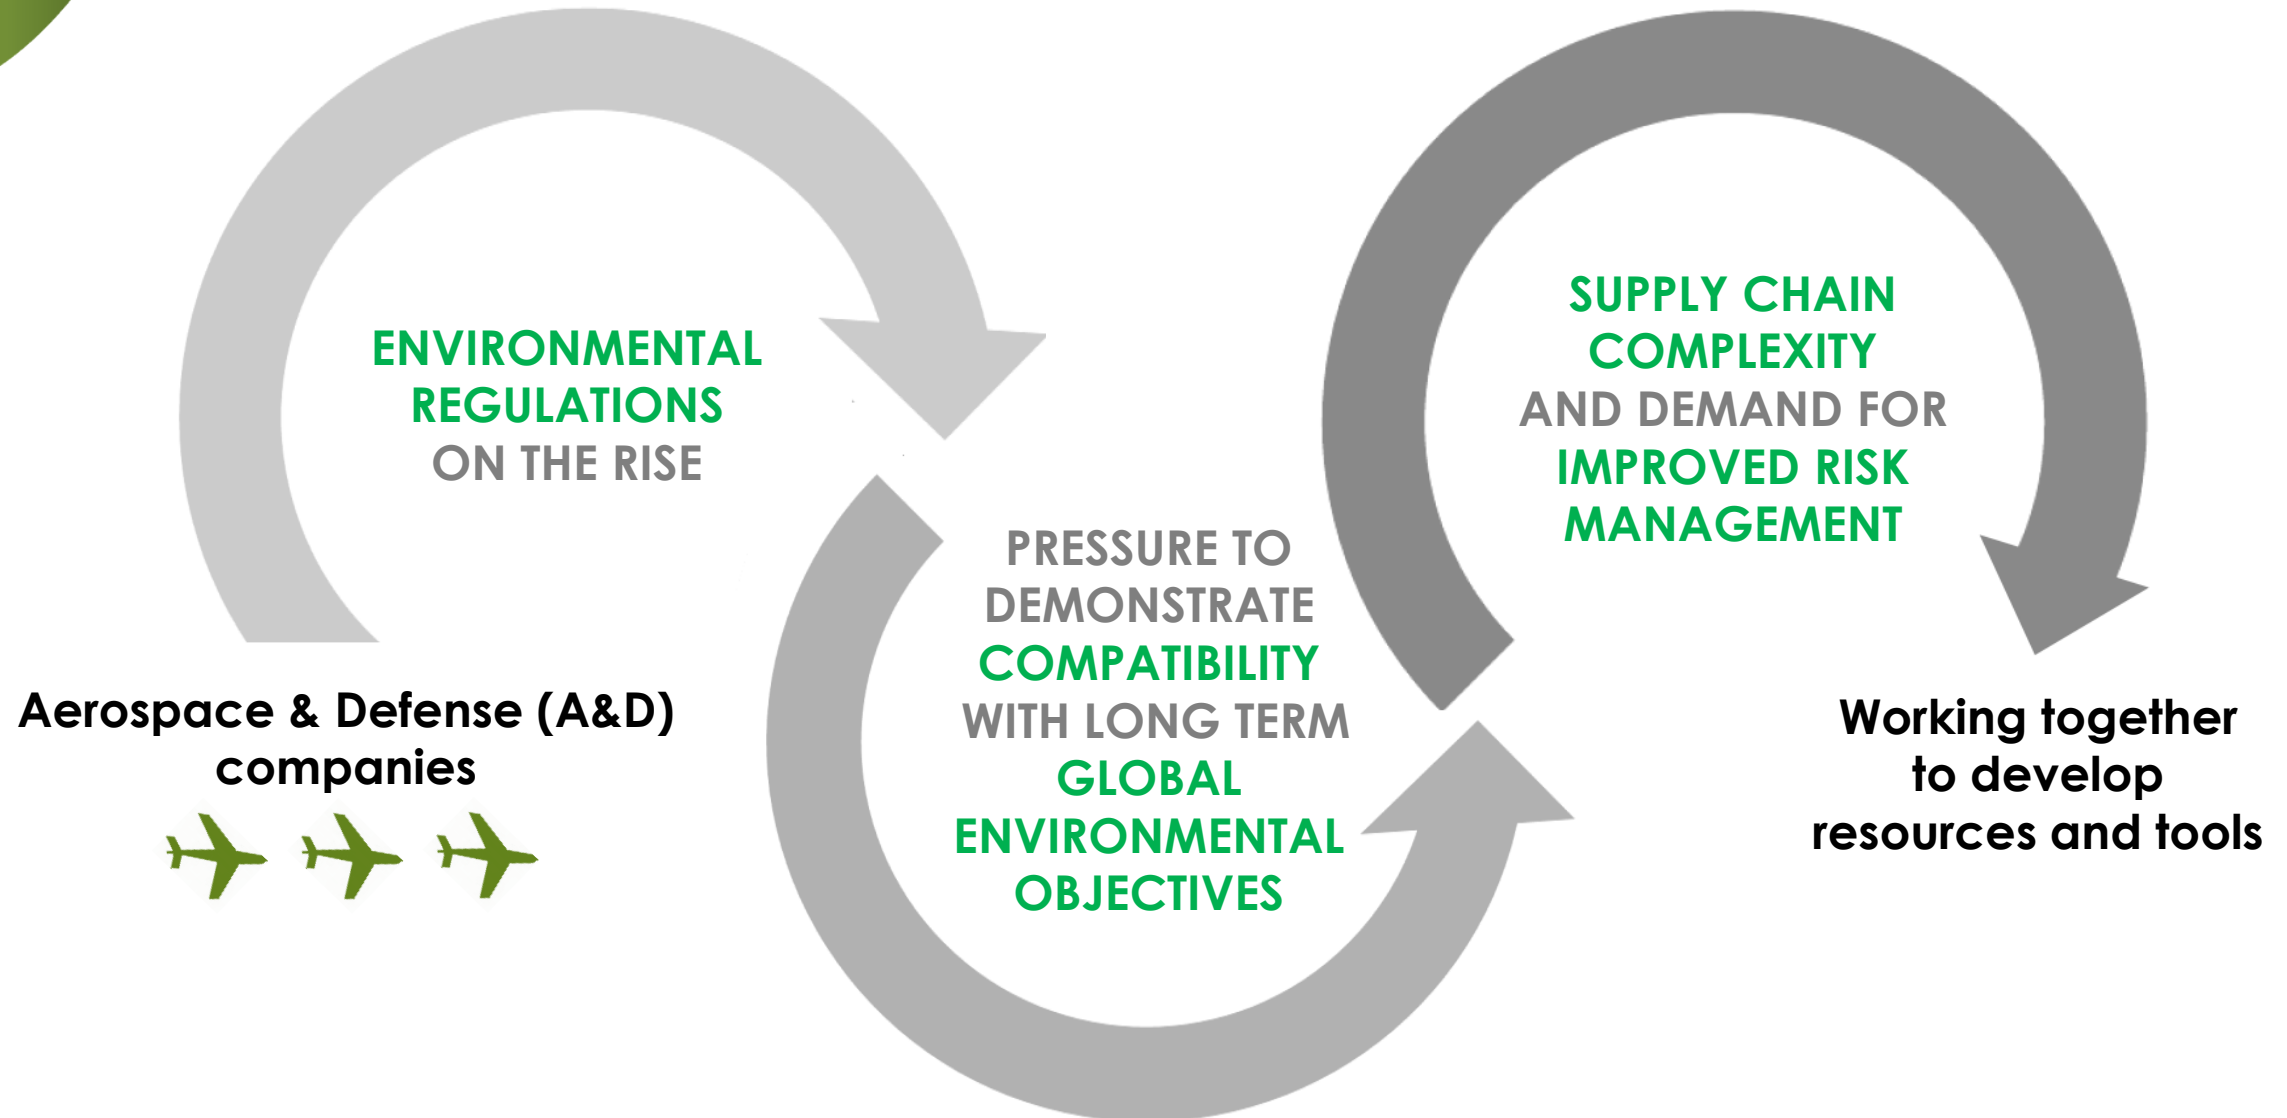 Aerospace & Defense (A&D)
companies
ENVIRONMENTAL
REGULATIONS
ON THE RISE
PRESSURE TO
DEMONSTRATE
COMPATIBILITY
WITH LONG TERM
GLOBAL
ENVIRONMENTAL
OBJECTIVES
SUPPLY CHAIN
COMPLEXITY
AND DEMAND FOR
IMPROVED RISK
MANAGEMENT
Working together
to develop
resources and tools